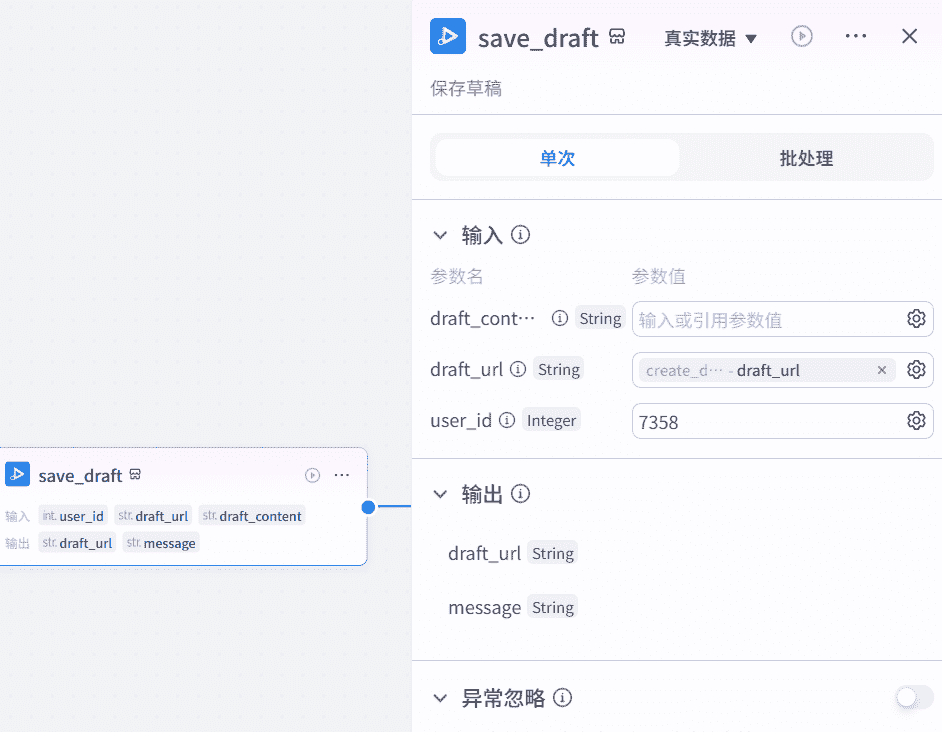 save_draft 真实数据
保存草稿
单次 批处理
输入
参数名 参数值
draft_cont··· String 输入或引用参数值
draft_url String create_d··· - draft_url
user_id Integer 7358
输出
draft_url String
message String
异常忽略
save_draft
输入 int. user_id str. draft_url str. draft_content
输出 str. draft_url str. message